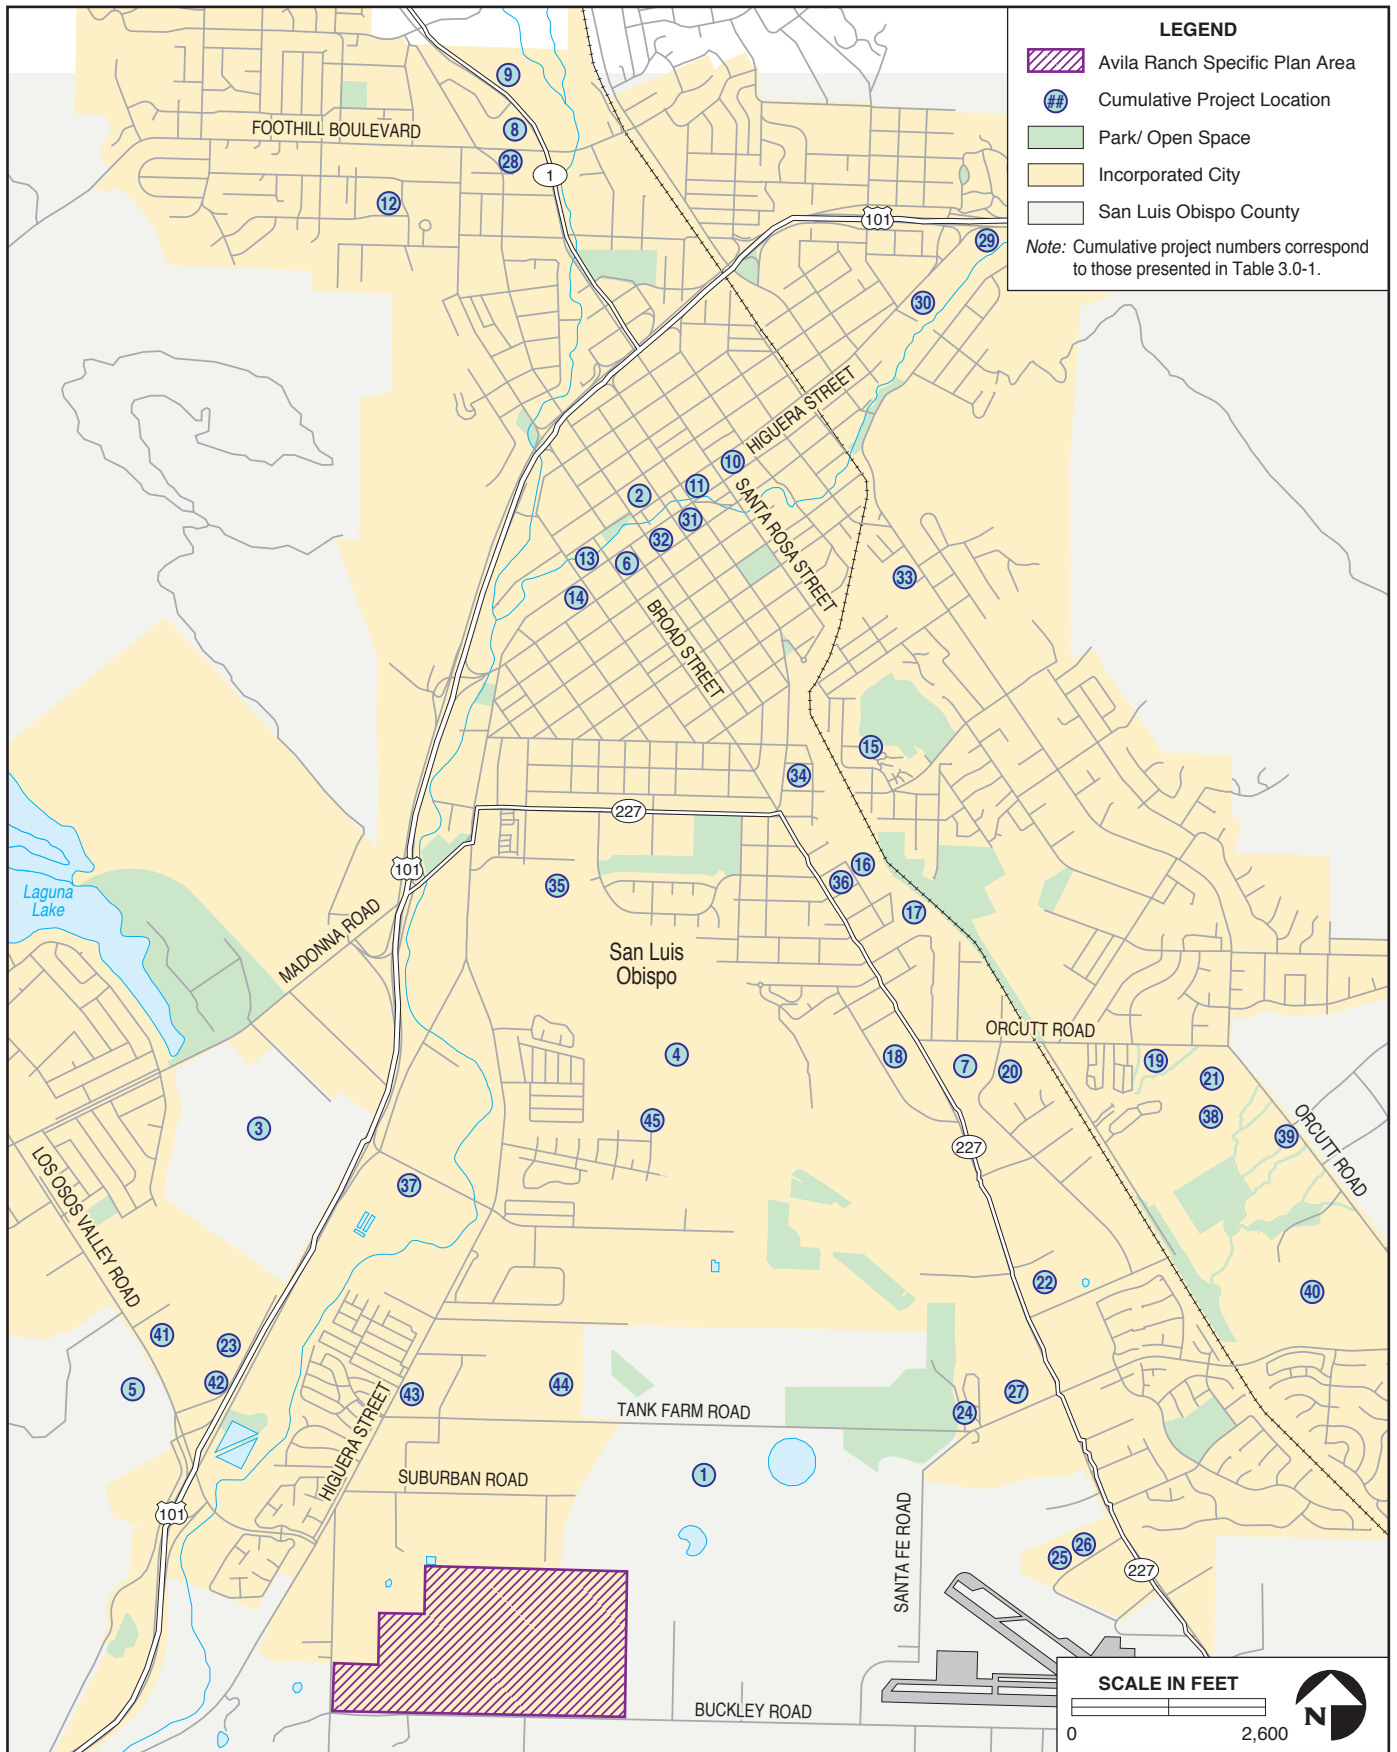 LEGEND
Avila Ranch Specific Plan Area
## Cumulative Project Location
Park/ Open Space
Incorporated City
San Luis Obispo County
Note: Cumulative project numbers correspond
to those presented in Table 3.0-1.
9
FOOTHILL BOULEVARD
8
28
1
12
101
29
30
HIGUERA STREET
10
11
2
SANTA ROSA STREET
31
32
13
6
33
14
BROAD STREET
15
34
227
101
16
36
35
Laguna
Lake
17
MADONNA ROAD
San Luis
Obispo
ORCUTT ROAD
4
18
7
20
19
21
3
45
38
39
ORCUTT ROAD
227
LOS OSOS VALLEY ROAD
37
22
40
41
23
5
42
43
44
27
24
HIGUERA STREET
TANK FARM ROAD
1
SUBURBAN ROAD
101
SANTA FE ROAD
26
25
227
BUCKLEY ROAD
SCALE IN FEET
0
2,600
N